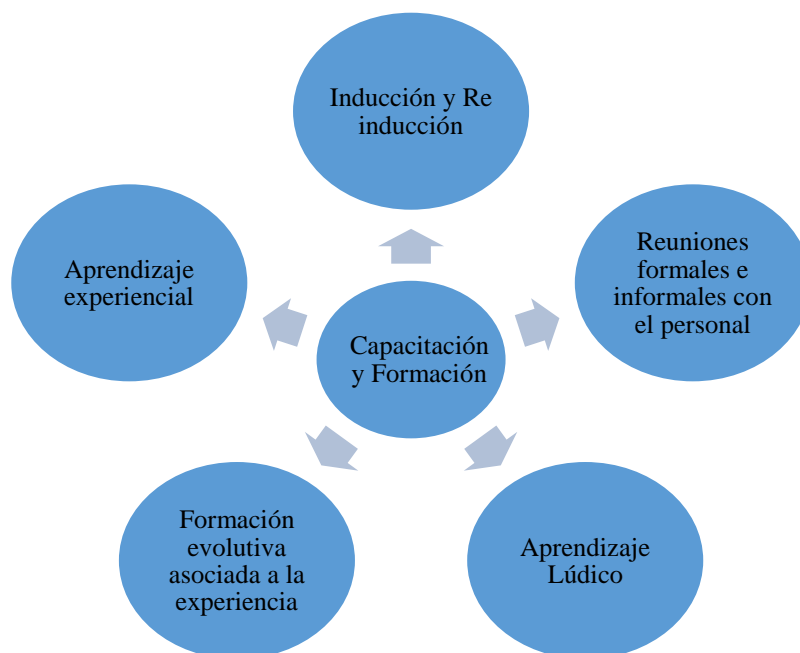 Inducción y Re
inducción
Reuniones
formales e
informales con
el personal
Aprendizaje
experiencial
Capacitación
y Formación
Formación
evolutiva
asociada a la
experiencia
Aprendizaje
Lúdico